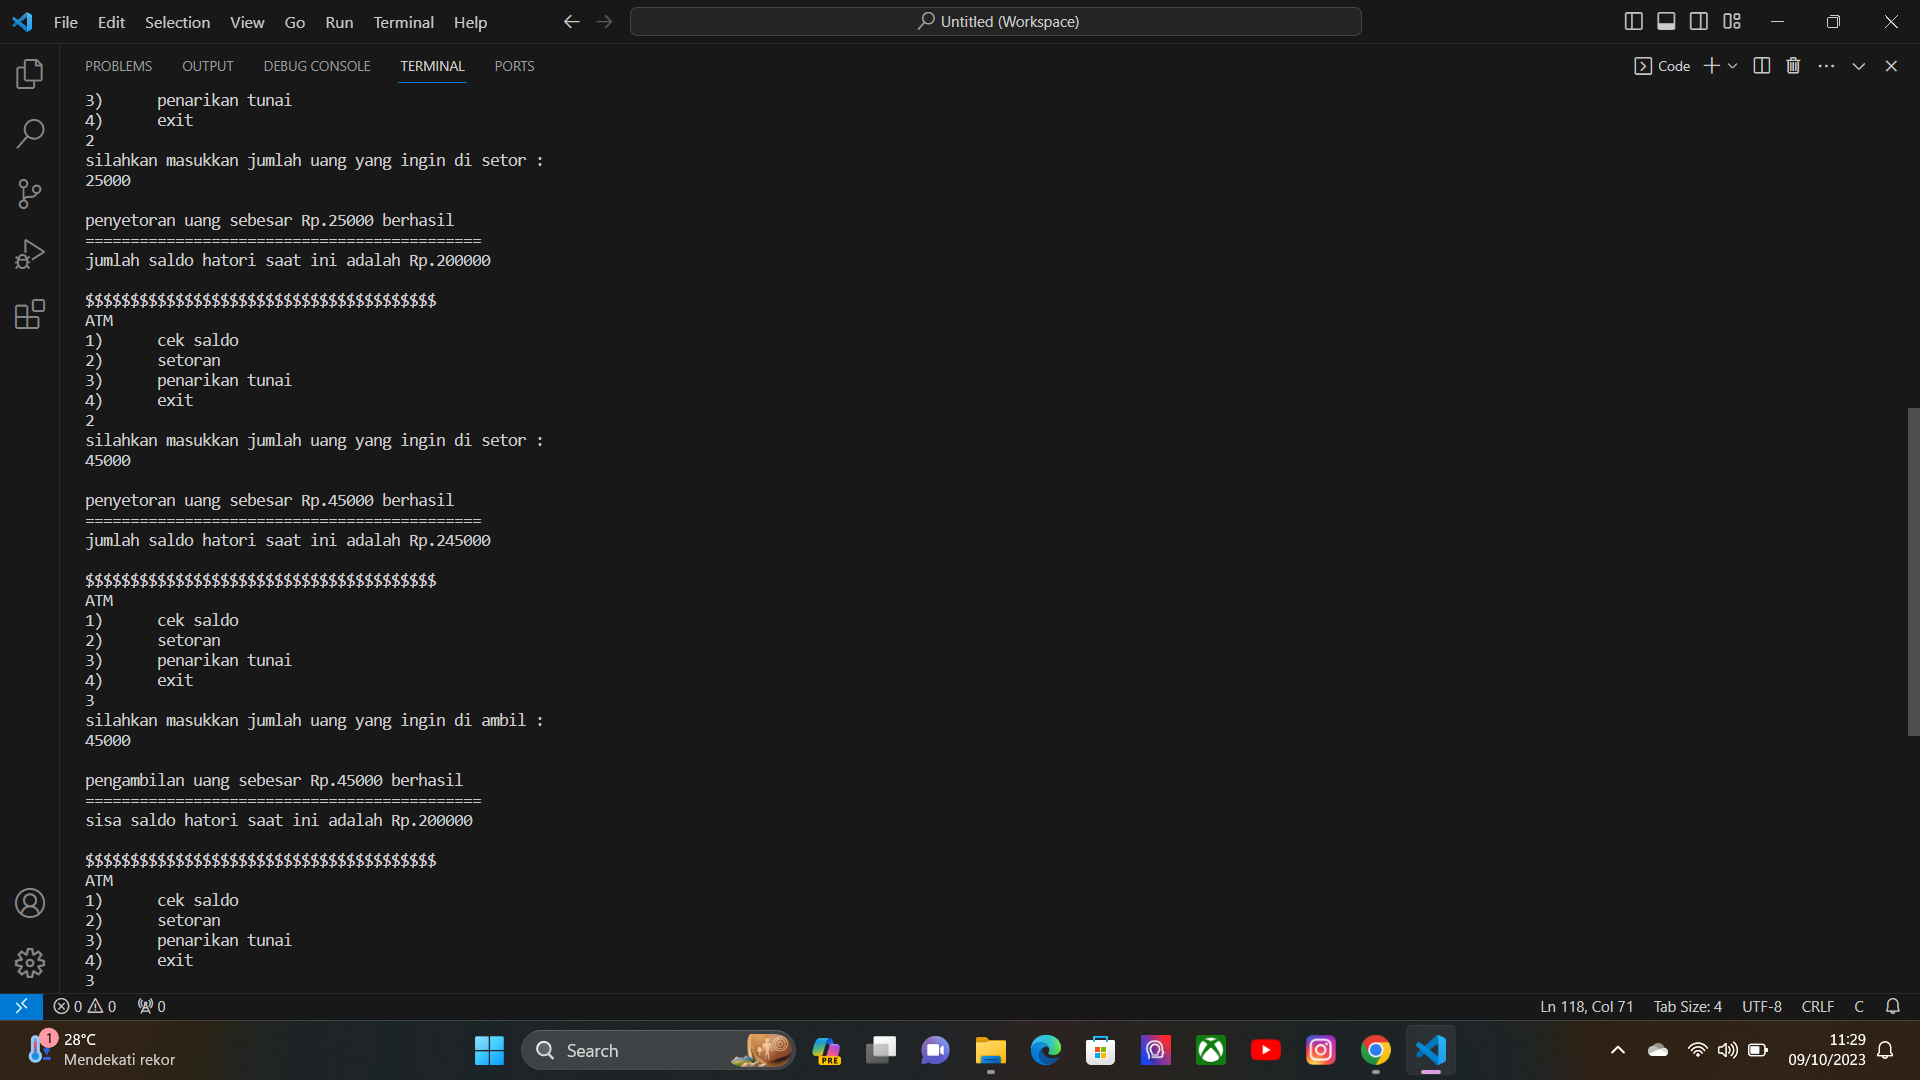 File Edit Selection View Go Run Terminal Help Untitled (Workspace)
PROBLEMS OUTPUT DEBUG CONSOLE TERMINAL PORTS Code
3) penarikan tunai
4) exit
2
silahkan masukkan jumlah uang yang ingin di setor :
25000
penyetoran uang sebesar Rp.25000 berhasil
============================================
jumlah saldo hatori saat ini adalah Rp.200000
$$$$$$$$$$$$$$$$$$$$$$$$$$$$$$$$$$$$$$$
ATM
1) cek saldo
2) setoran
3) penarikan tunai
4) exit
2
silahkan masukkan jumlah uang yang ingin di setor :
45000
penyetoran uang sebesar Rp.45000 berhasil
============================================
jumlah saldo hatori saat ini adalah Rp.245000
$$$$$$$$$$$$$$$$$$$$$$$$$$$$$$$$$$$$$$$
ATM
1) cek saldo
2) setoran
3) penarikan tunai
4) exit
3
silahkan masukkan jumlah uang yang ingin di ambil :
45000
pengambilan uang sebesar Rp.45000 berhasil
============================================
sisa saldo hatori saat ini adalah Rp.200000
$$$$$$$$$$$$$$$$$$$$$$$$$$$$$$$$$$$$$$$
ATM
1) cek saldo
2) setoran
3) penarikan tunai
4) exit
3
0 0 0 Ln 118, Col 71 Tab Size: 4 UTF-8 CRLF C
1 28°C
Mendekati rekor
Search
PRE
11:29
09/10/2023